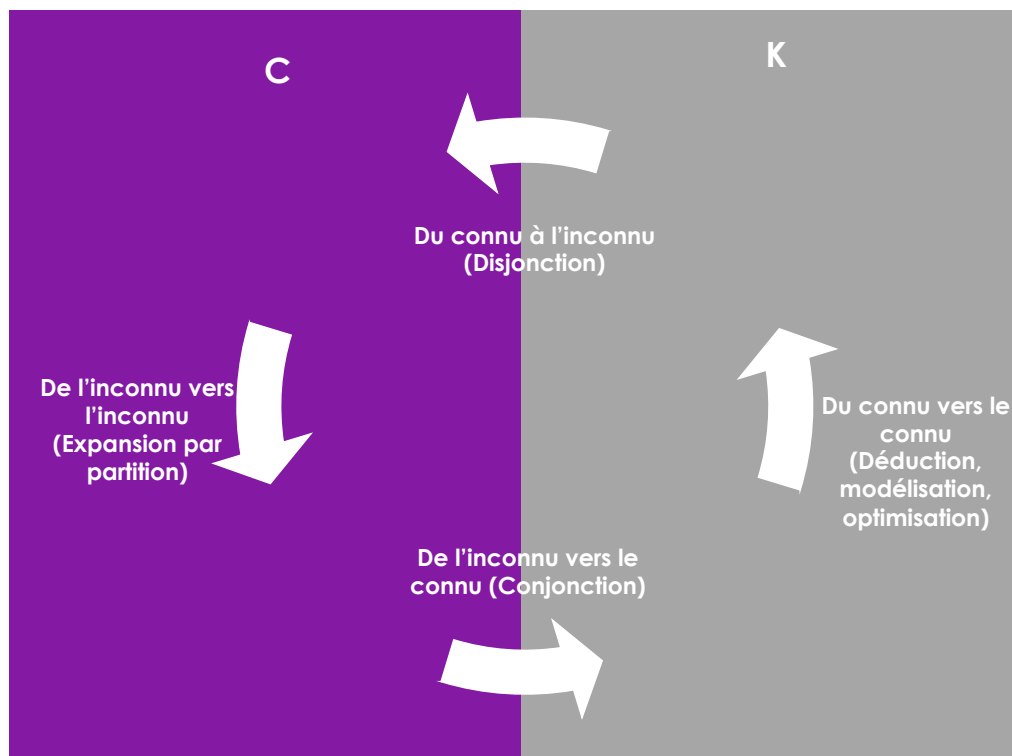 C
K
Du connu à l’inconnu
(Disjonction)
De l’inconnu vers
l’inconnu
(Expansion par
partition)
Du connu vers le
connu
(Déduction,
modélisation,
optimisation)
De l’inconnu vers le
connu (Conjonction)